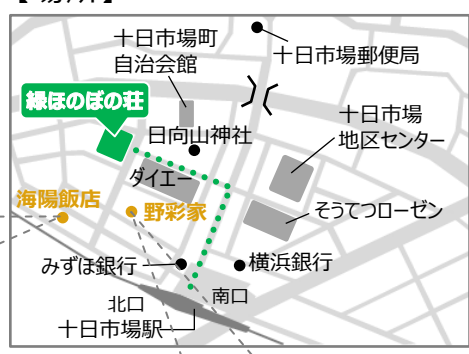 十日市場町
自治会館
十日市場郵便局
緑ほのぼの荘
日向山神社
十日市場
地区センター
ダイエー
海陽飯店
野彩家
そうてつローゼン
みずほ銀行
横浜銀行
北口
南口
十日市場駅